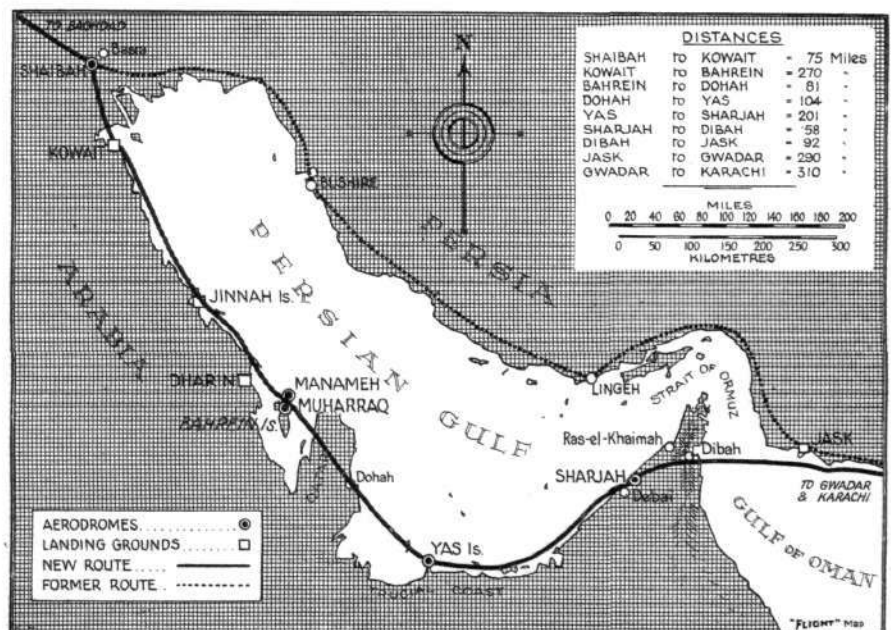 TO BAGHDAD
Basra
SHAIBAH
KOWAIT
BUSHIRE
N
PERSIA
PERSIAN GULF
ARABIA
JINNAH Is.
DHARIN
MANAMEH
MUHARRAQ
BAHREIN Is.
Dohah
YAS Is.
TRUCIAL COAST
LINGEH
STRAIT OF ORMUZ
Ras-el-Khaimah
Dibah
SHARJAH
Debai
JASK
TO GWADAR
& KARACHI
GULF OF OMAN
DISTANCES
SHAIBAH TO KOWAIT = 75 Miles
KOWAIT TO BAHREIN = 270 "
BAHREIN TO DOHAH = 81 "
DOHAH TO YAS = 104 "
YAS TO SHARJAH = 201 "
SHARJAH TO DIBAH = 58 "
DIBAH TO JASK = 92 "
JASK TO GWADAR = 290 "
GWADAR TO KARACHI = 310 "
MILES
0 20 40 60 80 100 120 140 160 180 200
0 50 100 150 200 250 300
KILOMETRES
AERODROMES
LANDING GROUNDS
NEW ROUTE
FORMER ROUTE
"FLIGHT" Map